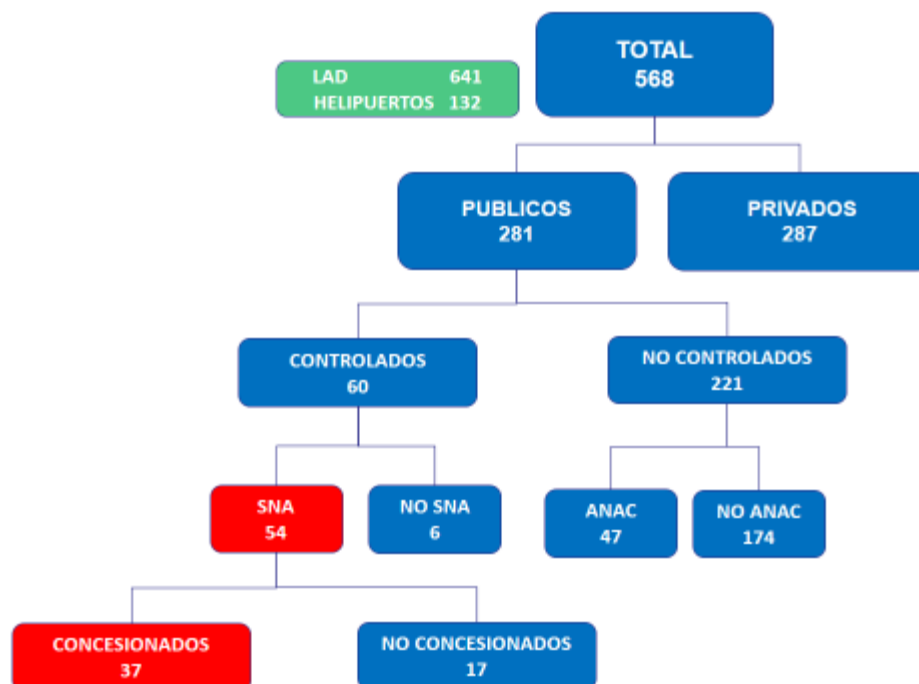 TOTAL
568
LAD 641
HELIPUERTOS 132
PUBLICOS
281
PRIVADOS
287
CONTROLADOS
60
NO CONTROLADOS
221
SNA
54
NO SNA
6
ANAC
47
NO ANAC
174
CONCESIONADOS
37
NO CONCESIONADOS
17